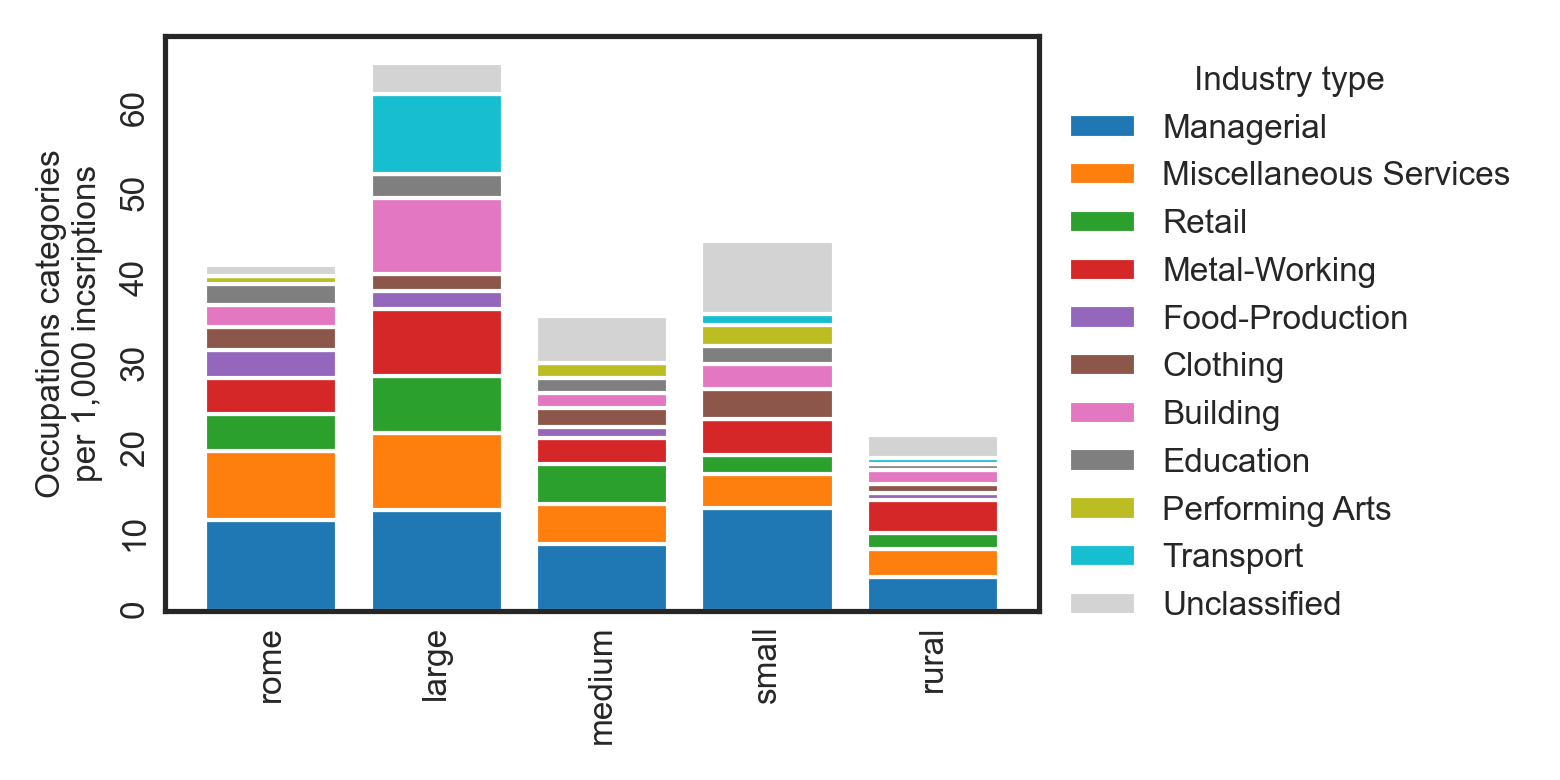 Occupations categories
per 1,000 incsriptions
60
50
40
30
20
10
0
rome
large
medium
small
rural
Industry type
Managerial
Miscellaneous Services
Retail
Metal-Working
Food-Production
Clothing
Building
Education
Performing Arts
Transport
Unclassified